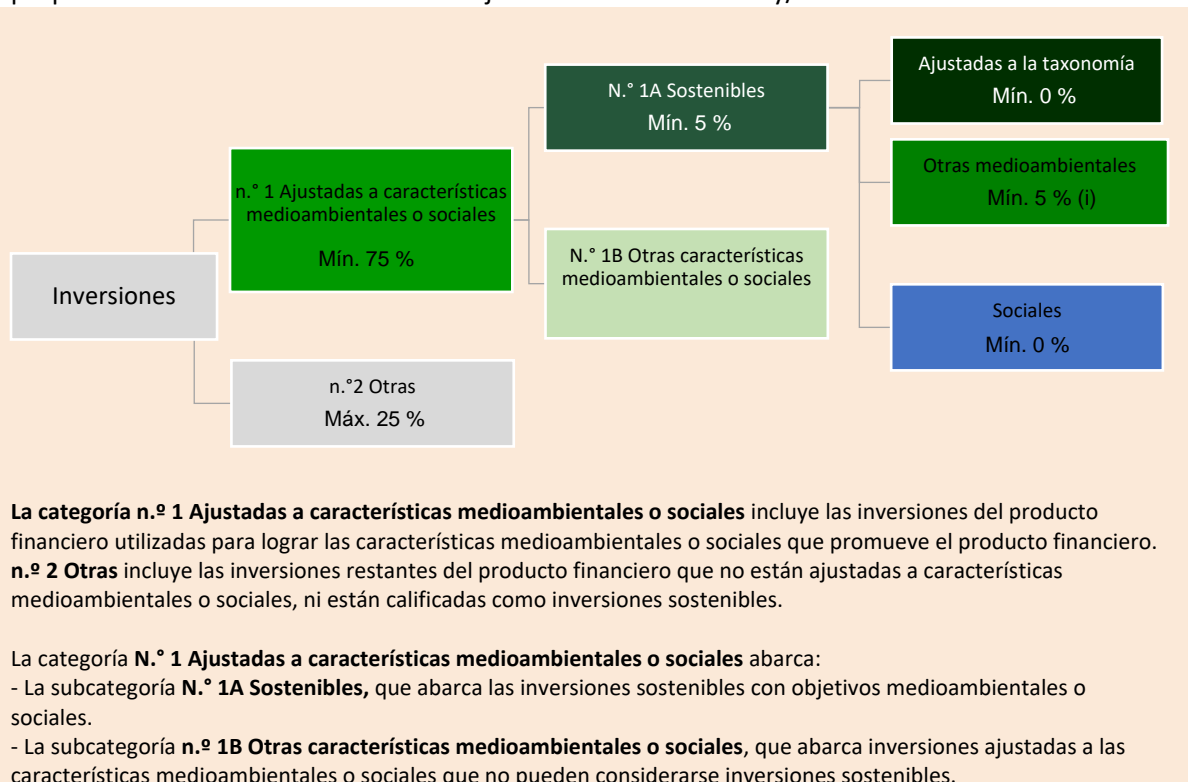 Ajustadas a la taxonomía
Mín. 0 %
N.° 1A Sostenibles
Mín. 5 %
Otras medioambientales
Mín. 5 % (i)
n.° 1 Ajustadas a características
medioambientales o sociales
Mín. 75 %
N.° 1B Otras características
medioambientales o sociales
Inversiones
Sociales
Mín. 0 %
n.°2 Otras
Máx. 25 %
La categoría n.º 1 Ajustadas a características medioambientales o sociales incluye las inversiones del producto
financiero utilizadas para lograr las características medioambientales o sociales que promueve el producto financiero.
n.º 2 Otras incluye las inversiones restantes del producto financiero que no están ajustadas a características
medioambientales o sociales, ni están calificadas como inversiones sostenibles.
La categoría N.° 1 Ajustadas a características medioambientales o sociales abarca:
- La subcategoría N.° 1A Sostenibles, que abarca las inversiones sostenibles con objetivos medioambientales o
sociales.
- La subcategoría n.º 1B Otras características medioambientales o sociales, que abarca inversiones ajustadas a las
características medioambientales o sociales que no pueden considerarse inversiones sostenibles.